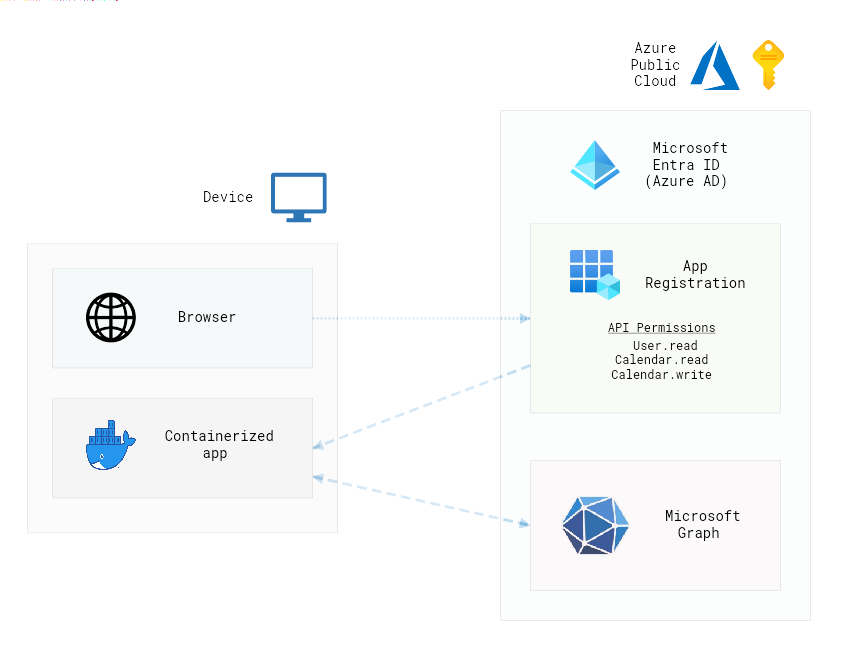 Azure
Public
Cloud
Microsoft
Entra ID
(Azure AD)
Device
App
Registration
Browser
API Permissions
User.read
Calendar.read
Calendar.write
Containerized
app
Microsoft
Graph